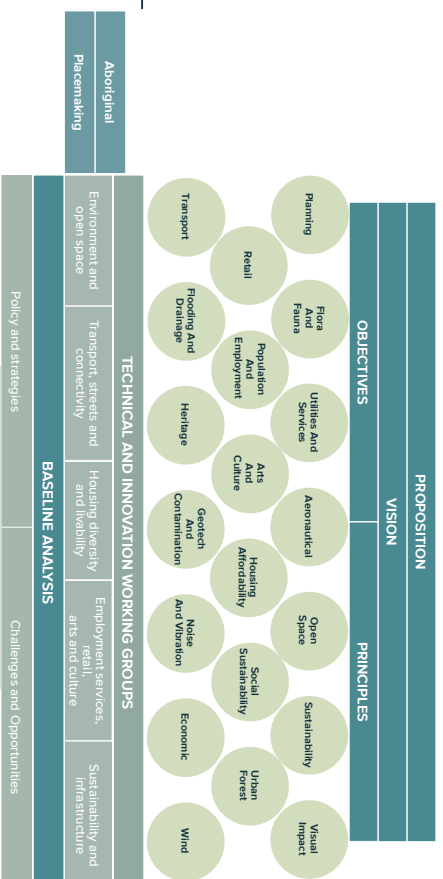 PROPOSITION
VISION
OBJECTIVES
PRINCIPLES
Planning
Flora
And
Fauna
Utilities And
Services
Aeronautical
Open
Space
Sustainability
Visual
Impact
Retail
Population
And
Employment
Arts
And
Culture
Housing
Affordability
Social
Sustainability
Urban
Forest
Transport
Flooding And
Drainage
Heritage
Geotech
And
Contamination
Noise
And Vibration
Economic
Wind
TECHNICAL AND INNOVATION WORKING GROUPS
Aboriginal
Placemaking
Environment and
open space
Transport, streets and
connectivity
Housing diversity
and livability
Employment services,
retail,
arts and culture
Sustainability and
infrastructure
BASELINE ANALYSIS
Policy and strategies
Challenges and Opportunities